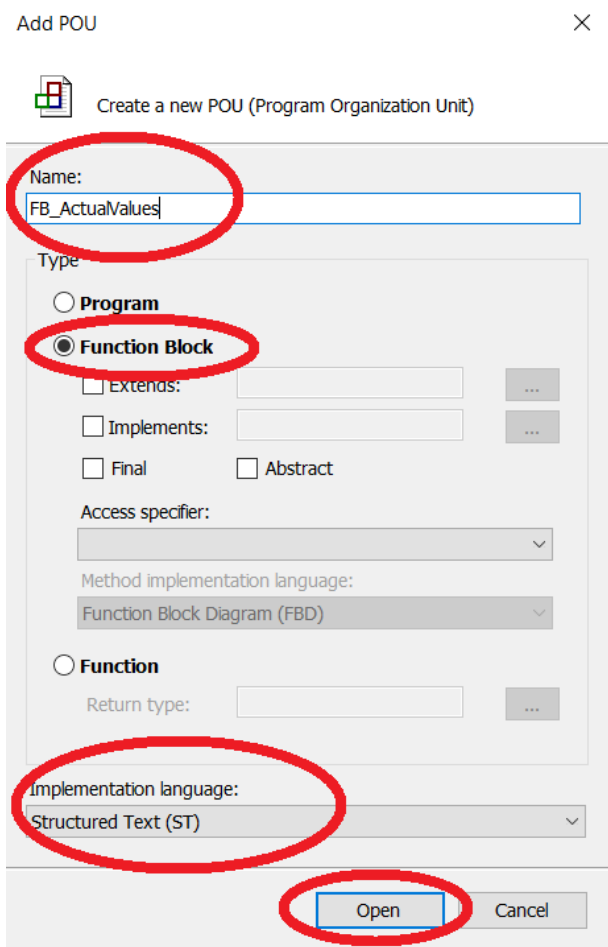 Add POU
Create a new POU (Program Organization Unit)
Name:
FB_ActualValues
Type
Program
Function Block
Extends:
...
Implements:
...
Final Abstract
Access specifier:
Method implementation language:
Function Block Diagram (FBD)
Function
Return type:
...
Implementation language:
Structured Text (ST)
Open Cancel